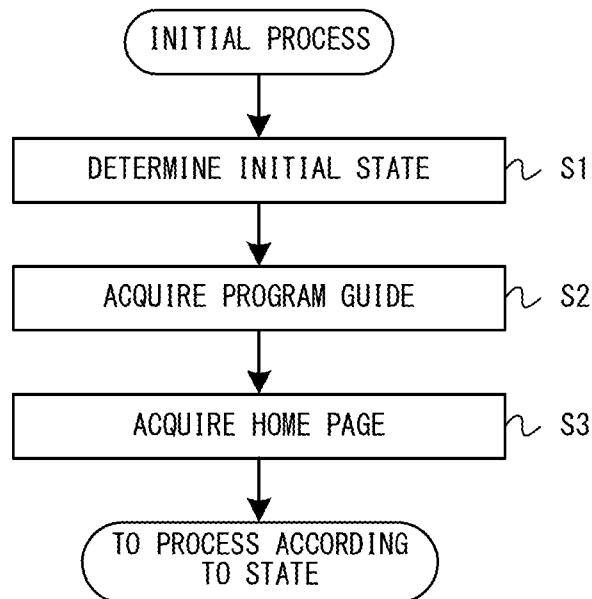 INITIAL PROCESS
DETERMINE INITIAL STATE
S1
ACQUIRE PROGRAM GUIDE
S2
ACQUIRE HOME PAGE
S3
TO PROCESS ACCORDING
TO STATE